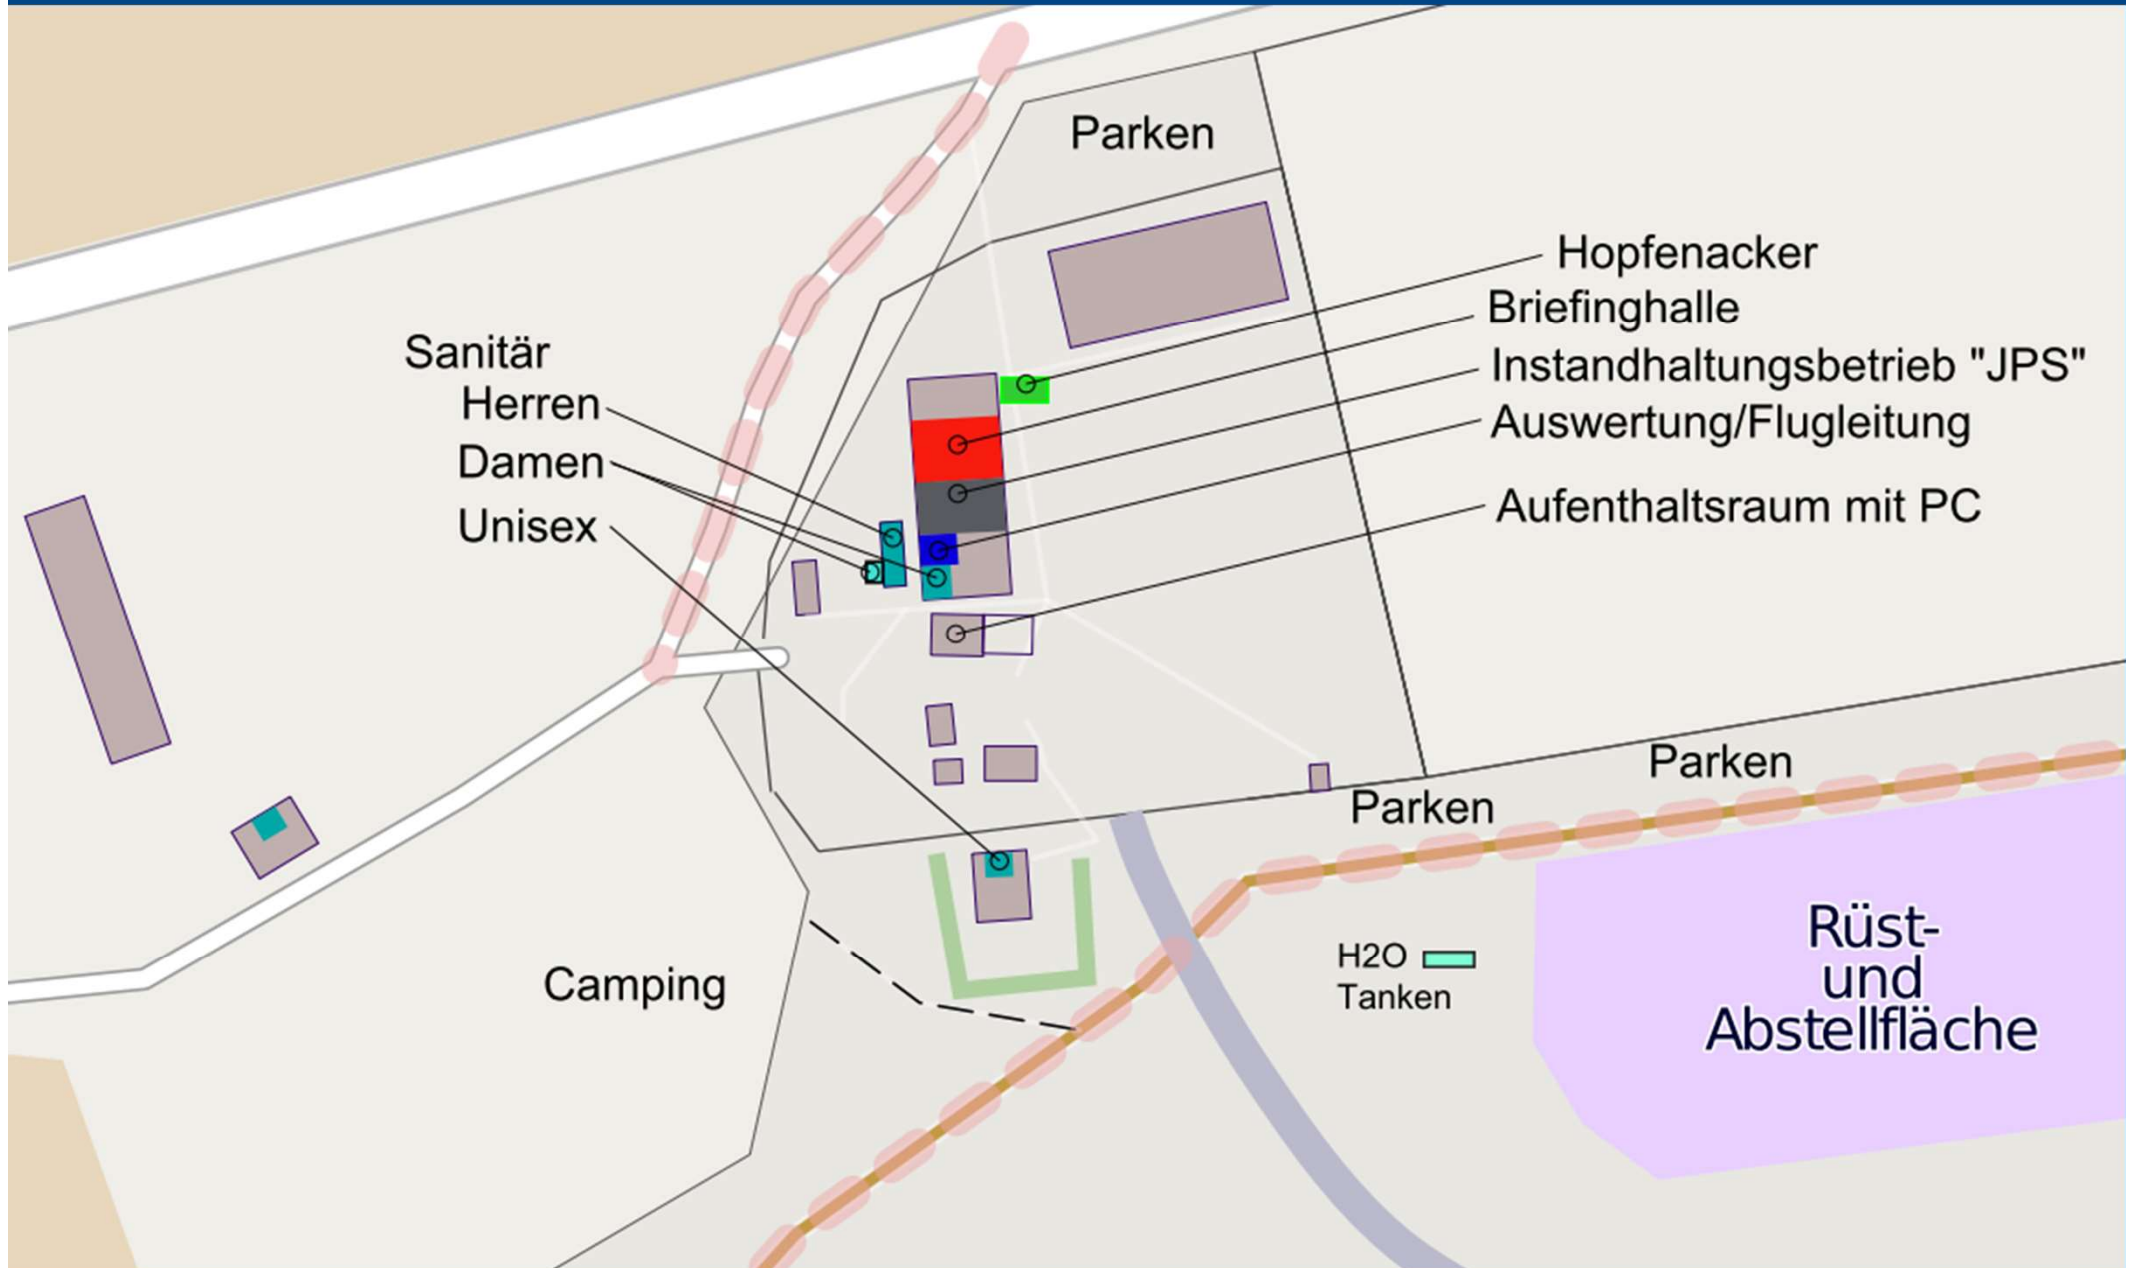 Parken
Hopfenacker
Briefinghalle
Instandhaltungsbetrieb "JPS"
Auswertung/Flugleitung
Aufenthaltsraum mit PC
Sanitär
Herren
Damen
Unisex
Parken
Parken
Camping
H2O
Tanken
Rüst-
und
Abstellfläche